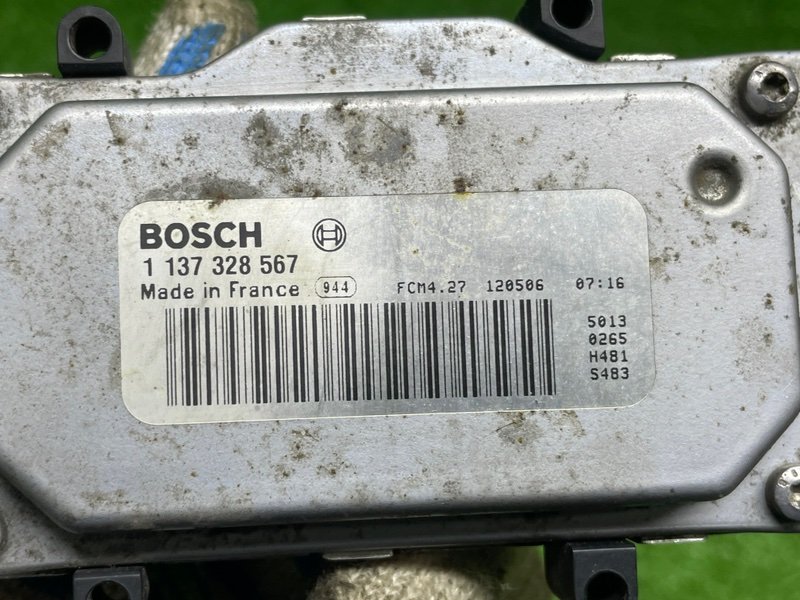 BOSCH
1 137 328 567
Made in France 944 FCM4.27 120506 07:16
5013
0265
H481
S483